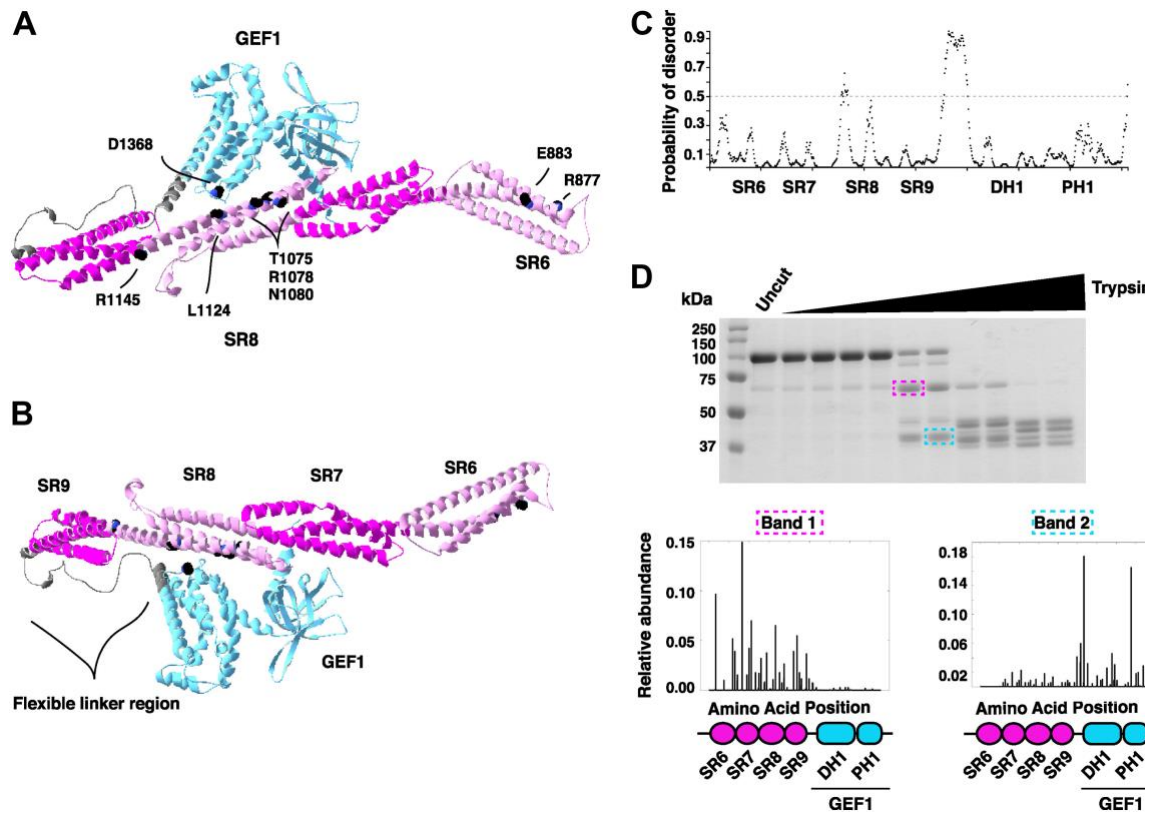 A
GEF1
D1368
E883
R877
T1075
R1078
N1080
R1145
L1124
SR6
SR8
B
SR9
SR8
SR7
SR6
GEF1
Flexible linker region
C
Probability of disorder
0.9
0.7
0.5
0.3
0.1
SR6 SR7 SR8 SR9 DH1 PH1
D
kDa
Uncut
Trypsin
250
150
100
75
50
37
Band 1
Relative abundance
0.15
0.10
0.05
0.00
Amino Acid Position
SR6 SR7 SR8 SR9 DH1 PH1
GEF1
Band 2
0.18
0.14
0.10
0.06
0.02
Amino Acid Position
SR6 SR7 SR8 SR9 DH1 PH1
GEF1